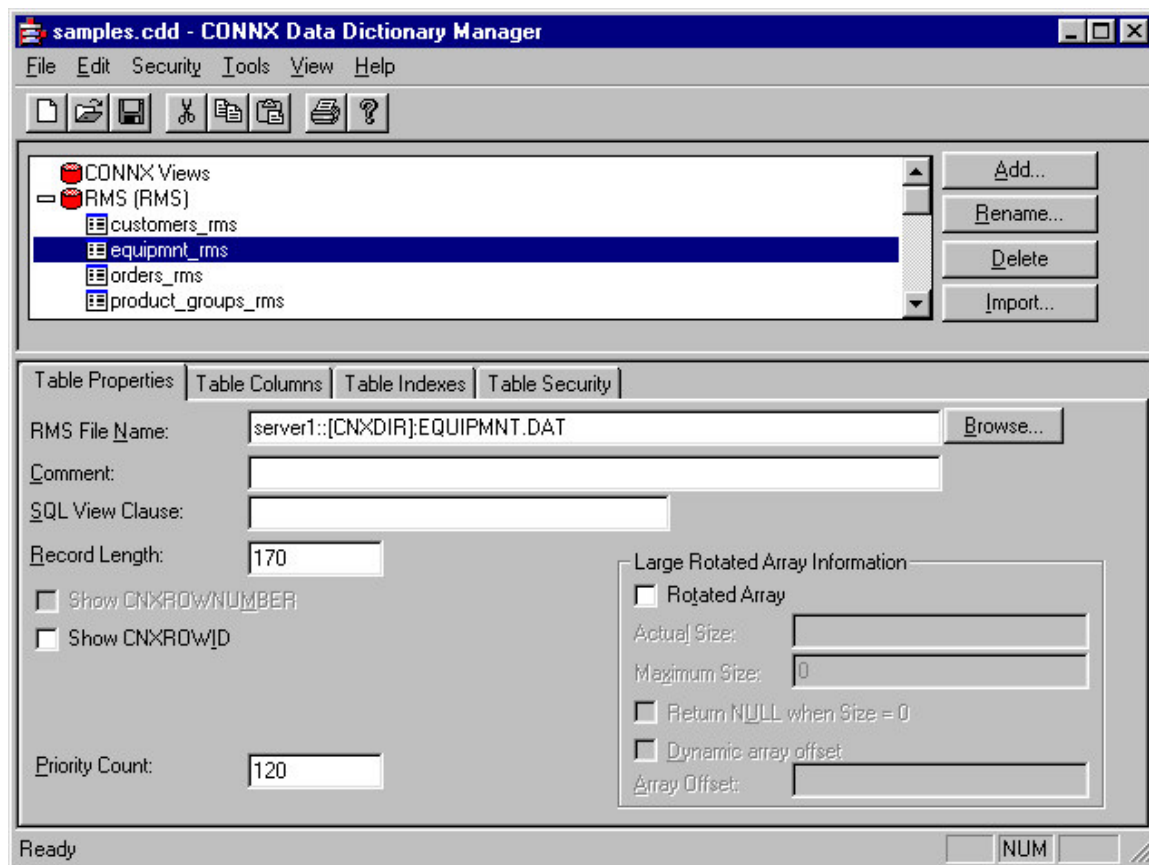 samples.cdd - CONNX Data Dictionary Manager
File Edit Security Tools View Help
CONNX Views
RMS (RMS)
customers_rms
equipmnt_rms
orders_rms
product_groups_rms
Add...
Rename...
Delete
Import...
Table Properties Table Columns Table Indexes Table Security
RMS File Name: server1::[CNXDIR]:EQUIPMNT.DAT Browse...
Comment:
SQL View Clause:
Record Length: 170
Show CNXROWNUMBER
Show CNXROWID
Priority Count: 120
Large Rotated Array Information
Rotated Array
Actual Size:
Maximum Size: 0
Return NULL when Size = 0
Dynamic array offset
Array Offset:
Ready NUM